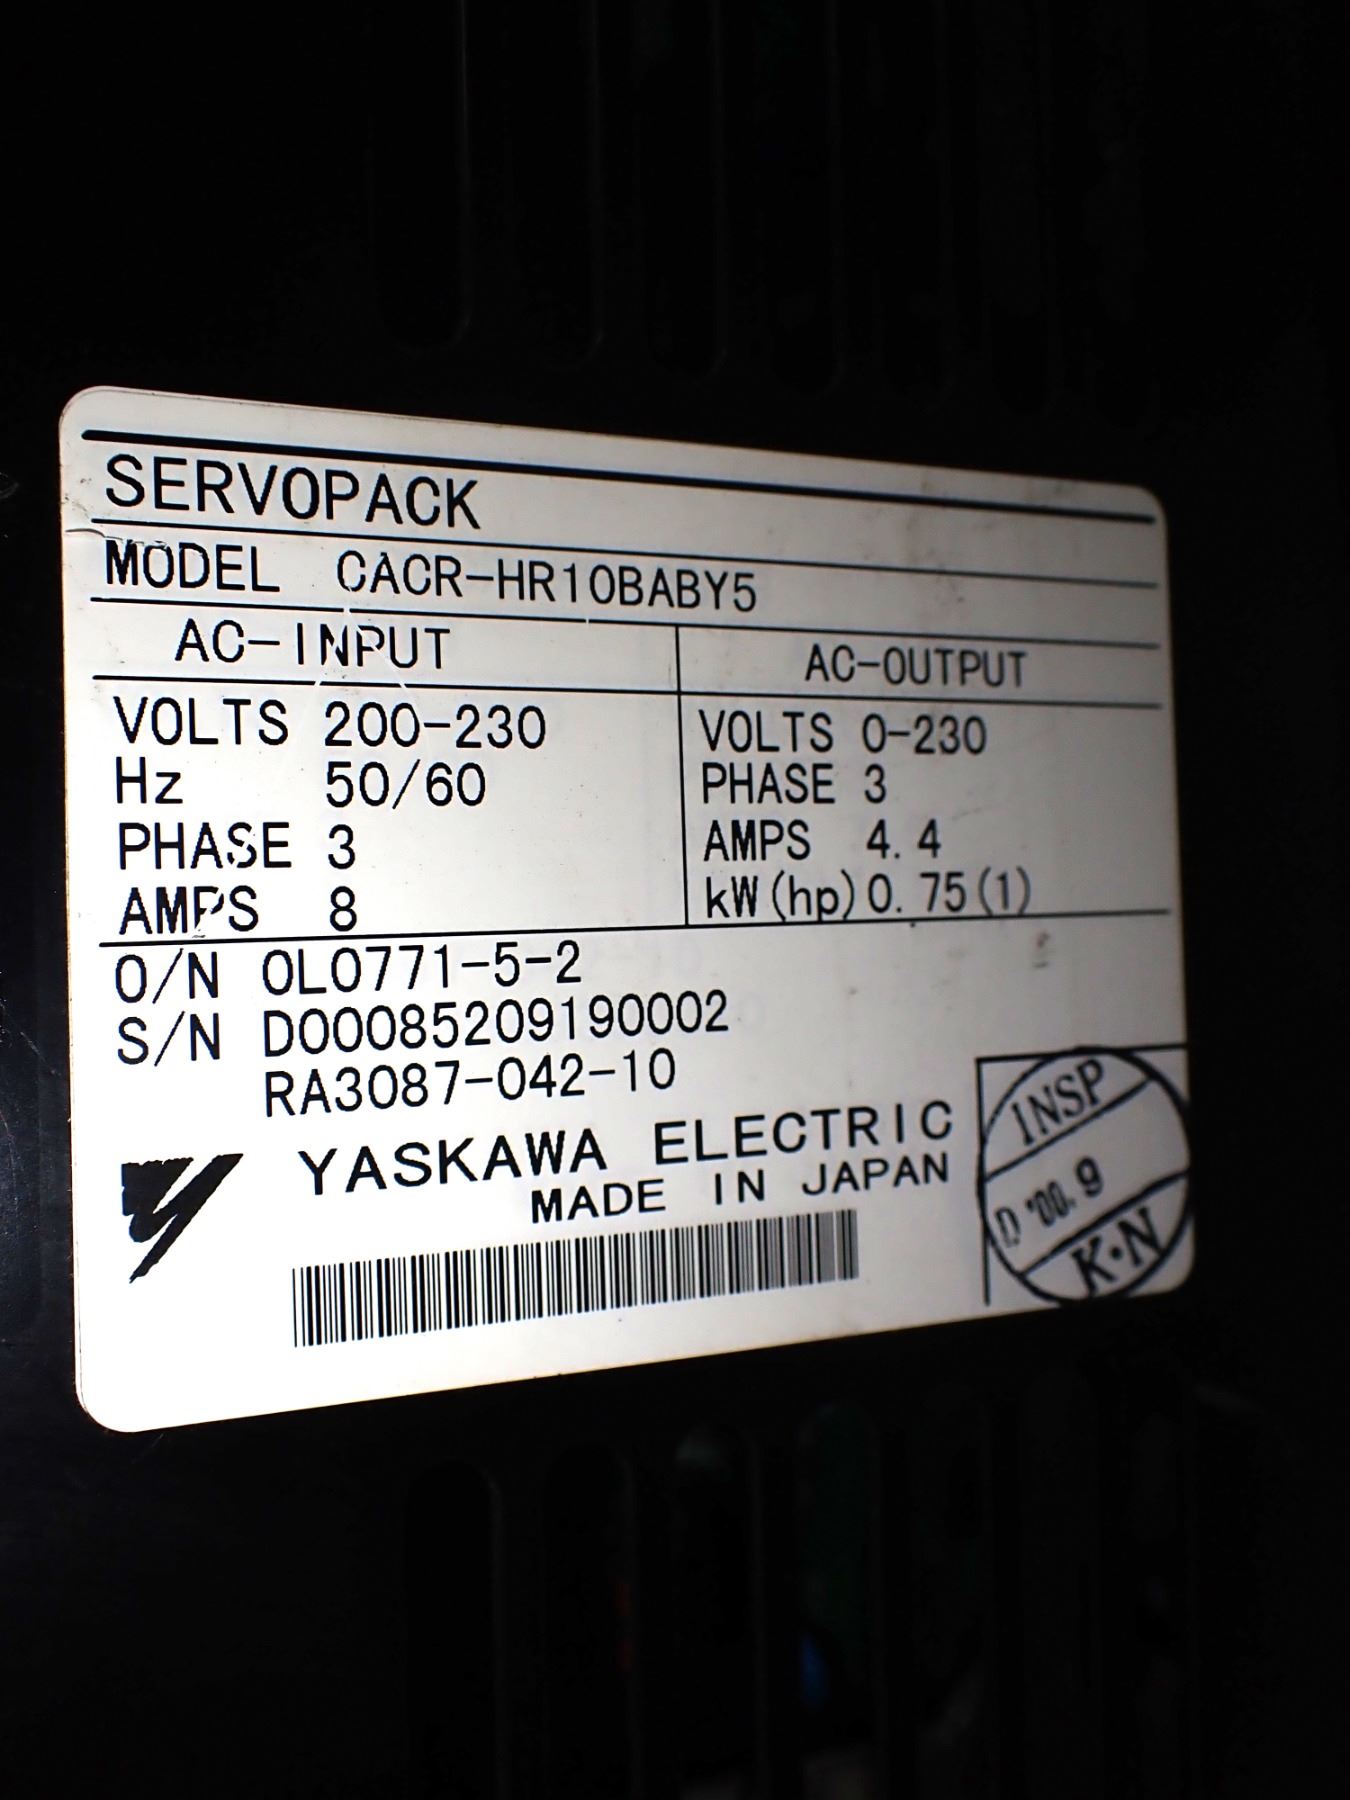 SERVOPACK
MODEL CACR-HR10BABY5
AC-INPUT AC-OUTPUT
VOLTS 200-230 VOLTS 0-230
Hz 50/60 PHASE 3
PHASE 3 AMPS 4.4
AMPS 8 kW(hp) 0.75(1)
O/N 0L0771-5-2
S/N D00085209190002
RA3087-042-10
YASKAWA ELECTRIC
MADE IN JAPAN
INSP
D '00.9
K·N